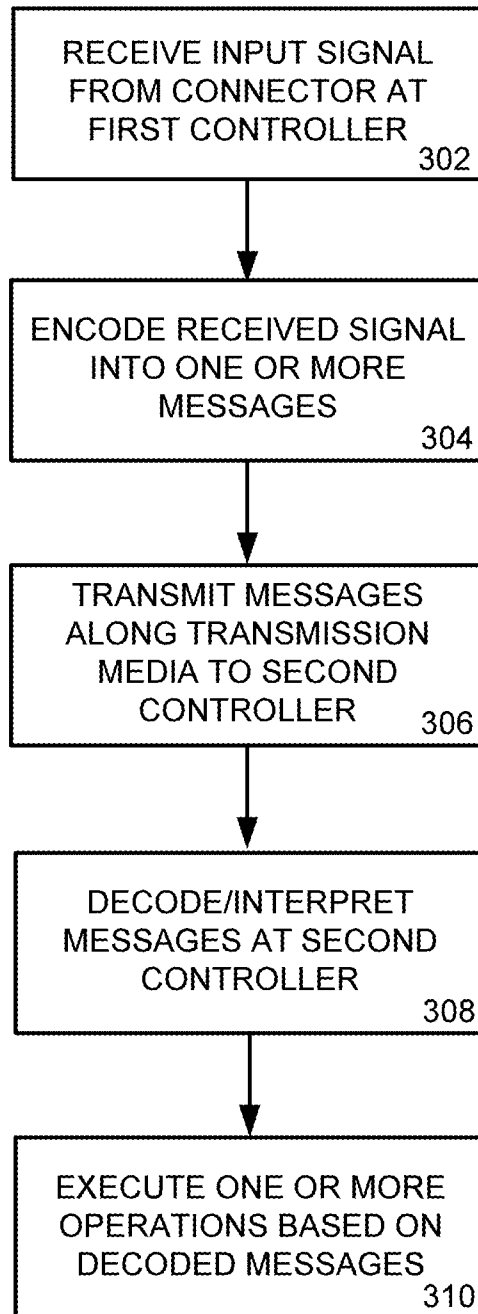 RECEIVE INPUT SIGNAL
FROM CONNECTOR AT
FIRST CONTROLLER
302
ENCODE RECEIVED SIGNAL
INTO ONE OR MORE
MESSAGES
304
TRANSMIT MESSAGES
ALONG TRANSMISSION
MEDIA TO SECOND
CONTROLLER
306
DECODE/INTERPRET
MESSAGES AT SECOND
CONTROLLER
308
EXECUTE ONE OR MORE
OPERATIONS BASED ON
DECODED MESSAGES
310